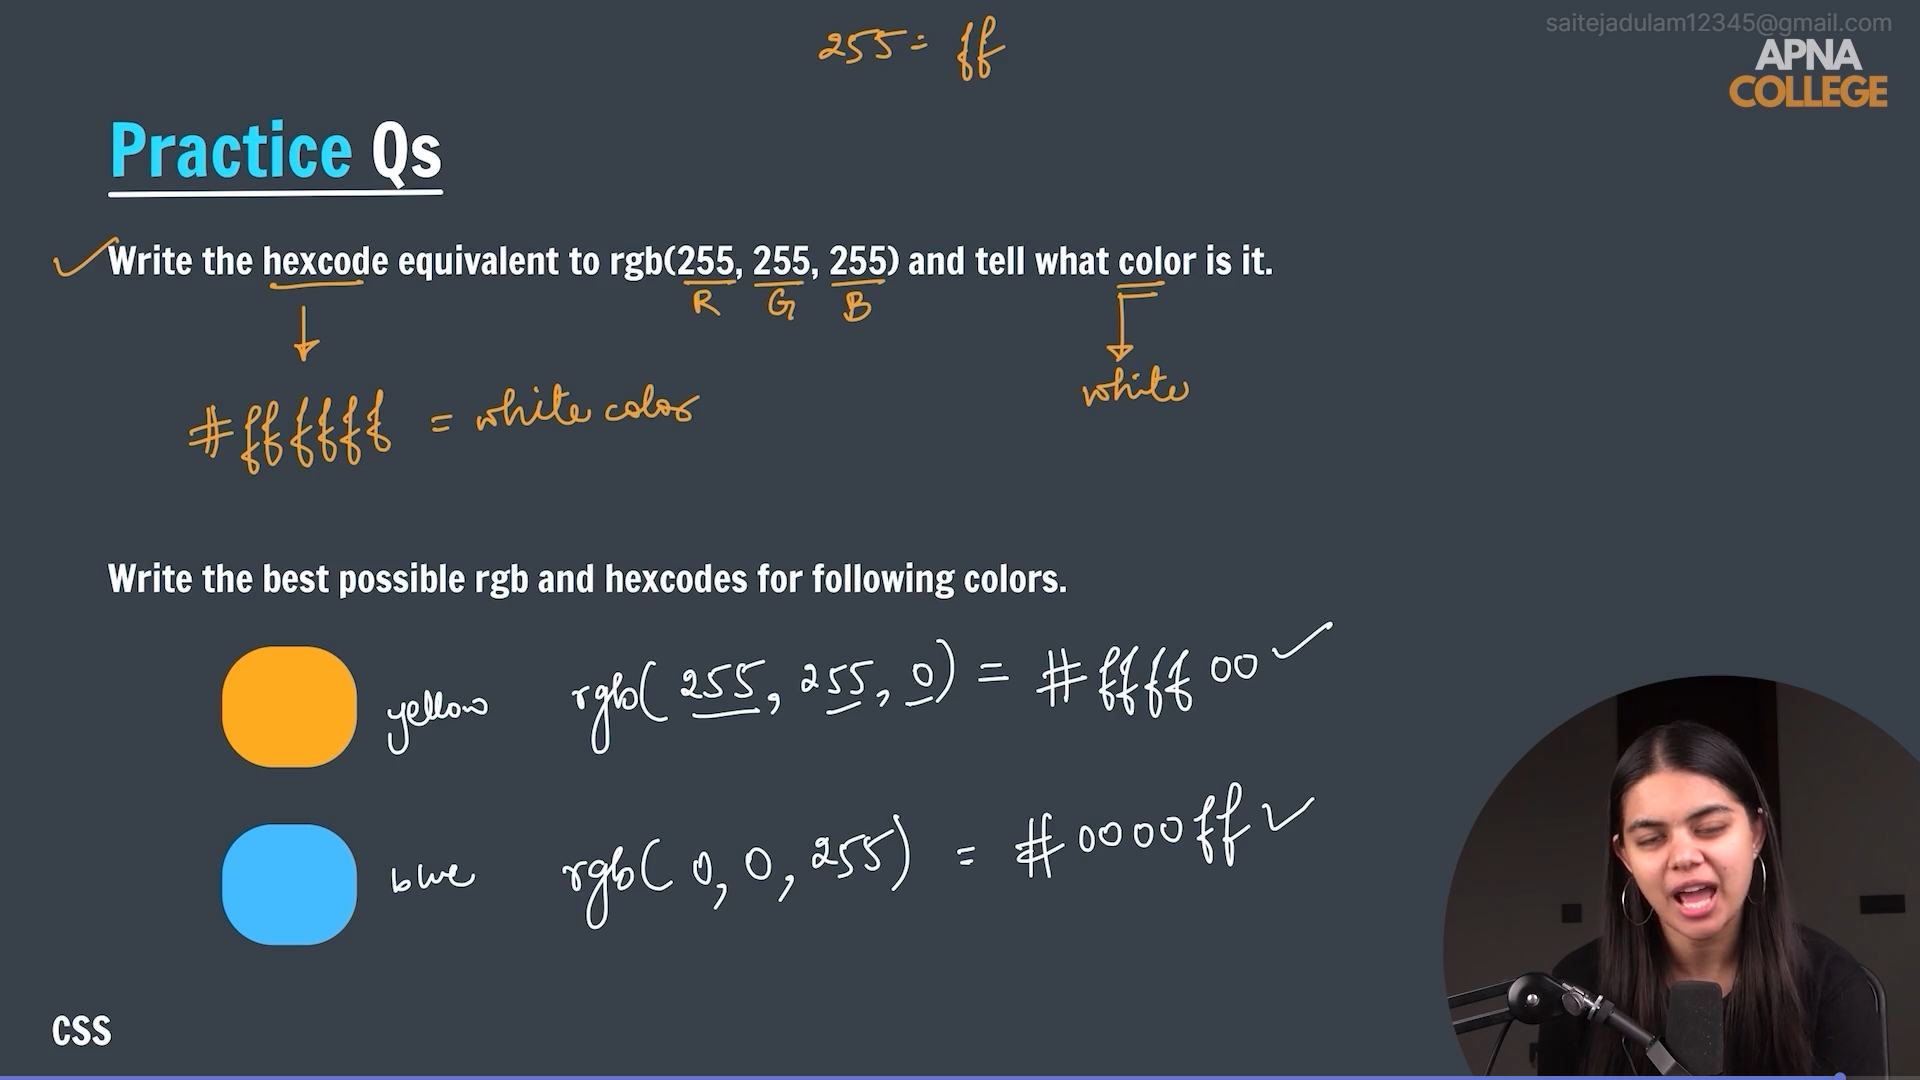 saitejadulam12345@gmail.com
255 = ff
APNA
COLLEGE
Practice Qs
Write the hexcode equivalent to rgb(255, 255, 255) and tell what color is it.
R G B
#ffffff = white color
white
Write the best possible rgb and hexcodes for following colors.
yellow rgb( 255, 255, 0) = #ffff00
blue rgb( 0, 0, 255) = #0000ff
CSS